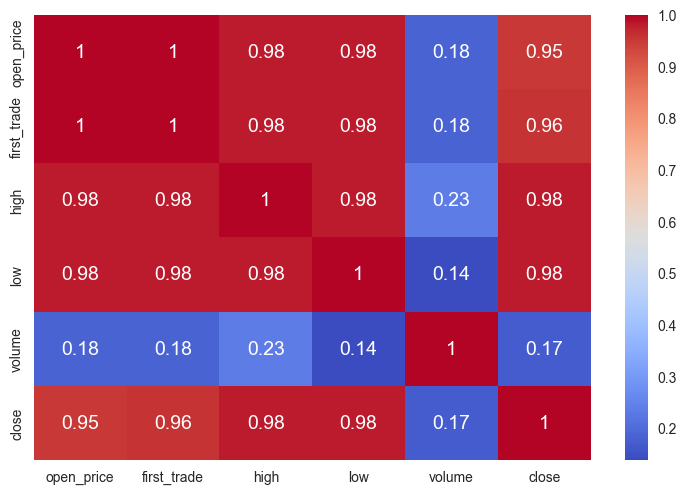 open_price 1 1 0.98 0.98 0.18 0.95
first_trade 1 1 0.98 0.98 0.18 0.96
high 0.98 0.98 1 0.98 0.23 0.98
low 0.98 0.98 0.98 1 0.14 0.98
volume 0.18 0.18 0.23 0.14 1 0.17
close 0.95 0.96 0.98 0.98 0.17 1
open_price first_trade high low volume close
1.0
0.9
0.8
0.7
0.6
0.5
0.4
0.3
0.2